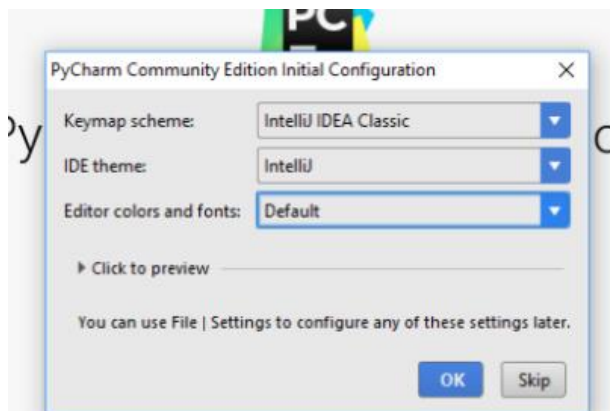 PC
PyCharm Community Edition Initial Configuration
Py
Keymap scheme: IntelliJ IDEA Classic
IDE theme: IntelliJ
Editor colors and fonts: Default
Click to preview
You can use File | Settings to configure any of these settings later.
OK Skip